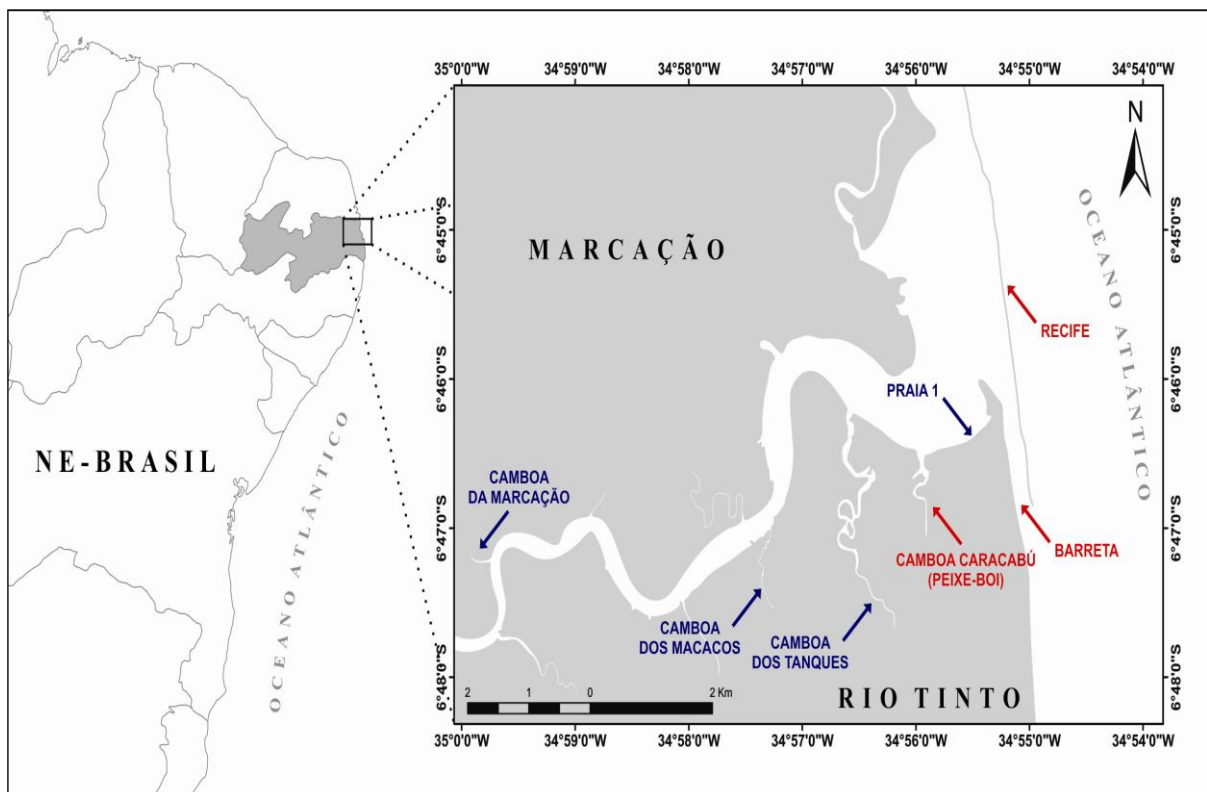 NE-BRASIL
OCEANO ATLÂNTICO
35°0'0"W 34°59'0"W 34°58'0"W 34°57'0"W 34°56'0"W 34°55'0"W 34°54'0"W
N
6°45'0"S
6°46'0"S
6°47'0"S
6°48'0"S
MARCAÇÃO
OCEANO ATLÂNTICO
RECIFE
PRAIA 1
CAMBOA
DA MARCAÇÃO
CAMBOA CARACABÚ
(PEIXE-BOI)
BARRETA
CAMBOA
DOS MACACOS
CAMBOA
DOS TANQUES
RIO TINTO
2 1 0 2 Km
6°45'0"S
6°46'0"S
6°47'0"S
6°48'0"S
35°0'0"W 34°59'0"W 34°58'0"W 34°57'0"W 34°56'0"W 34°55'0"W 34°54'0"W